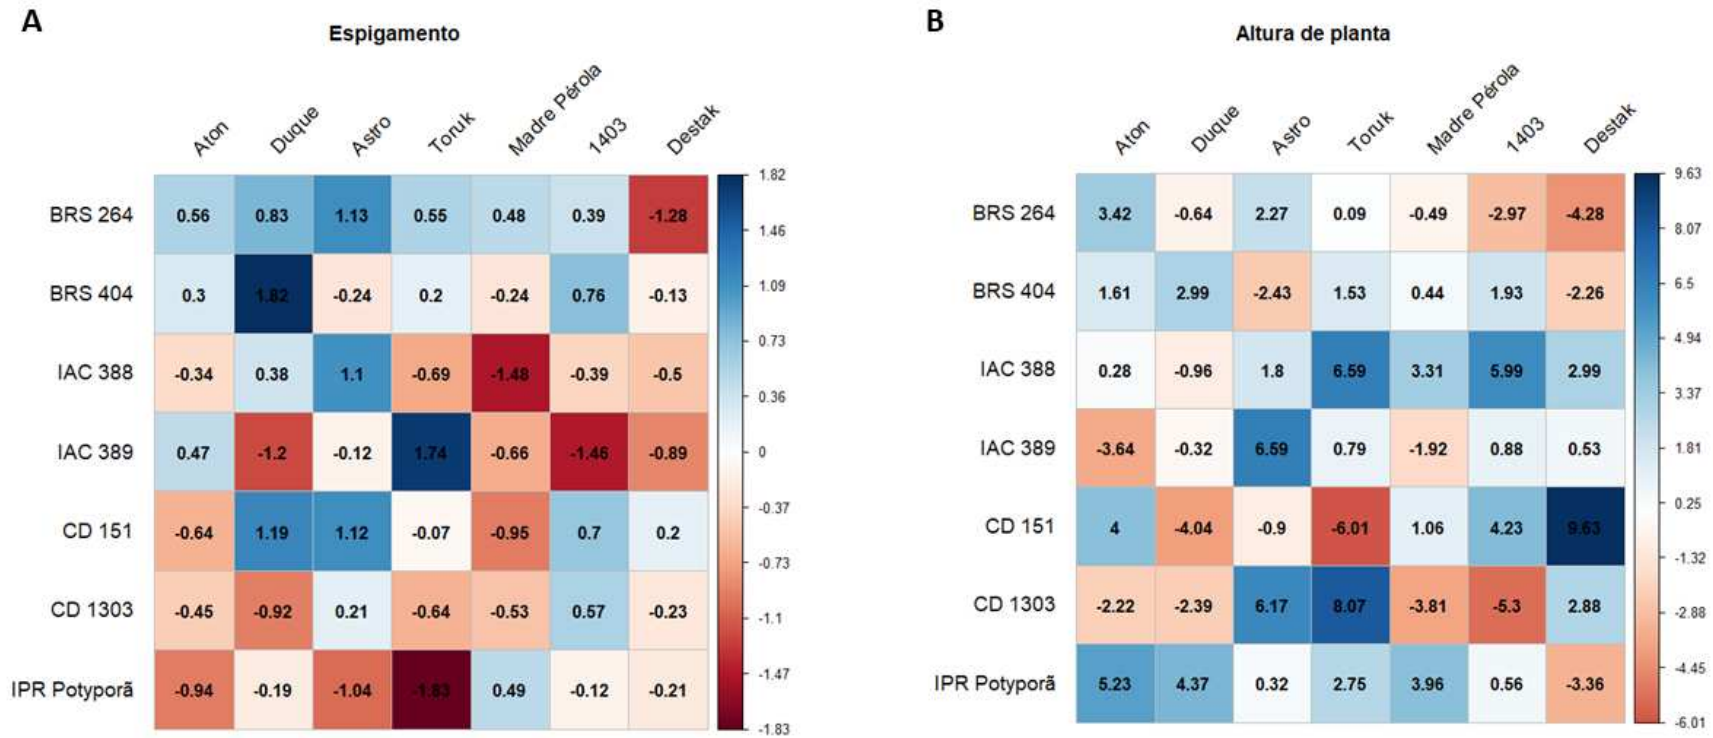 A
Espigamento
Aton Duque Astro Toruk Madre Pérola 1403 Destak
BRS 264 0.56 0.83 1.13 0.55 0.48 0.39 -1.28
BRS 404 0.3 1.82 -0.24 0.2 -0.24 0.76 -0.13
IAC 388 -0.34 0.38 1.1 -0.69 -1.48 -0.39 -0.5
IAC 389 0.47 -1.2 -0.12 1.74 -0.66 -1.46 -0.89
CD 151 -0.64 1.19 1.12 -0.07 -0.95 0.7 0.2
CD 1303 -0.45 -0.92 0.21 -0.64 -0.53 0.57 -0.23
IPR Potyporã -0.94 -0.19 -1.04 -1.83 0.49 -0.12 -0.21
1.82
1.46
1.09
0.73
0.36
0
-0.37
-0.73
-1.1
-1.47
-1.83
B
Altura de planta
Aton Duque Astro Toruk Madre Pérola 1403 Destak
BRS 264 3.42 -0.64 2.27 0.09 -0.49 -2.97 -4.28
BRS 404 1.61 2.99 -2.43 1.53 0.44 1.93 -2.26
IAC 388 0.28 -0.96 1.8 6.59 3.31 5.99 2.99
IAC 389 -3.64 -0.32 6.59 0.79 -1.92 0.88 0.53
CD 151 4 -4.04 -0.9 -6.01 1.06 4.23 9.63
CD 1303 -2.22 -2.39 6.17 8.07 -3.81 -5.3 2.88
IPR Potyporã 5.23 4.37 0.32 2.75 3.96 0.56 -3.36
9.63
8.07
6.5
4.94
3.37
1.81
0.25
-1.32
-2.88
-4.45
-6.01